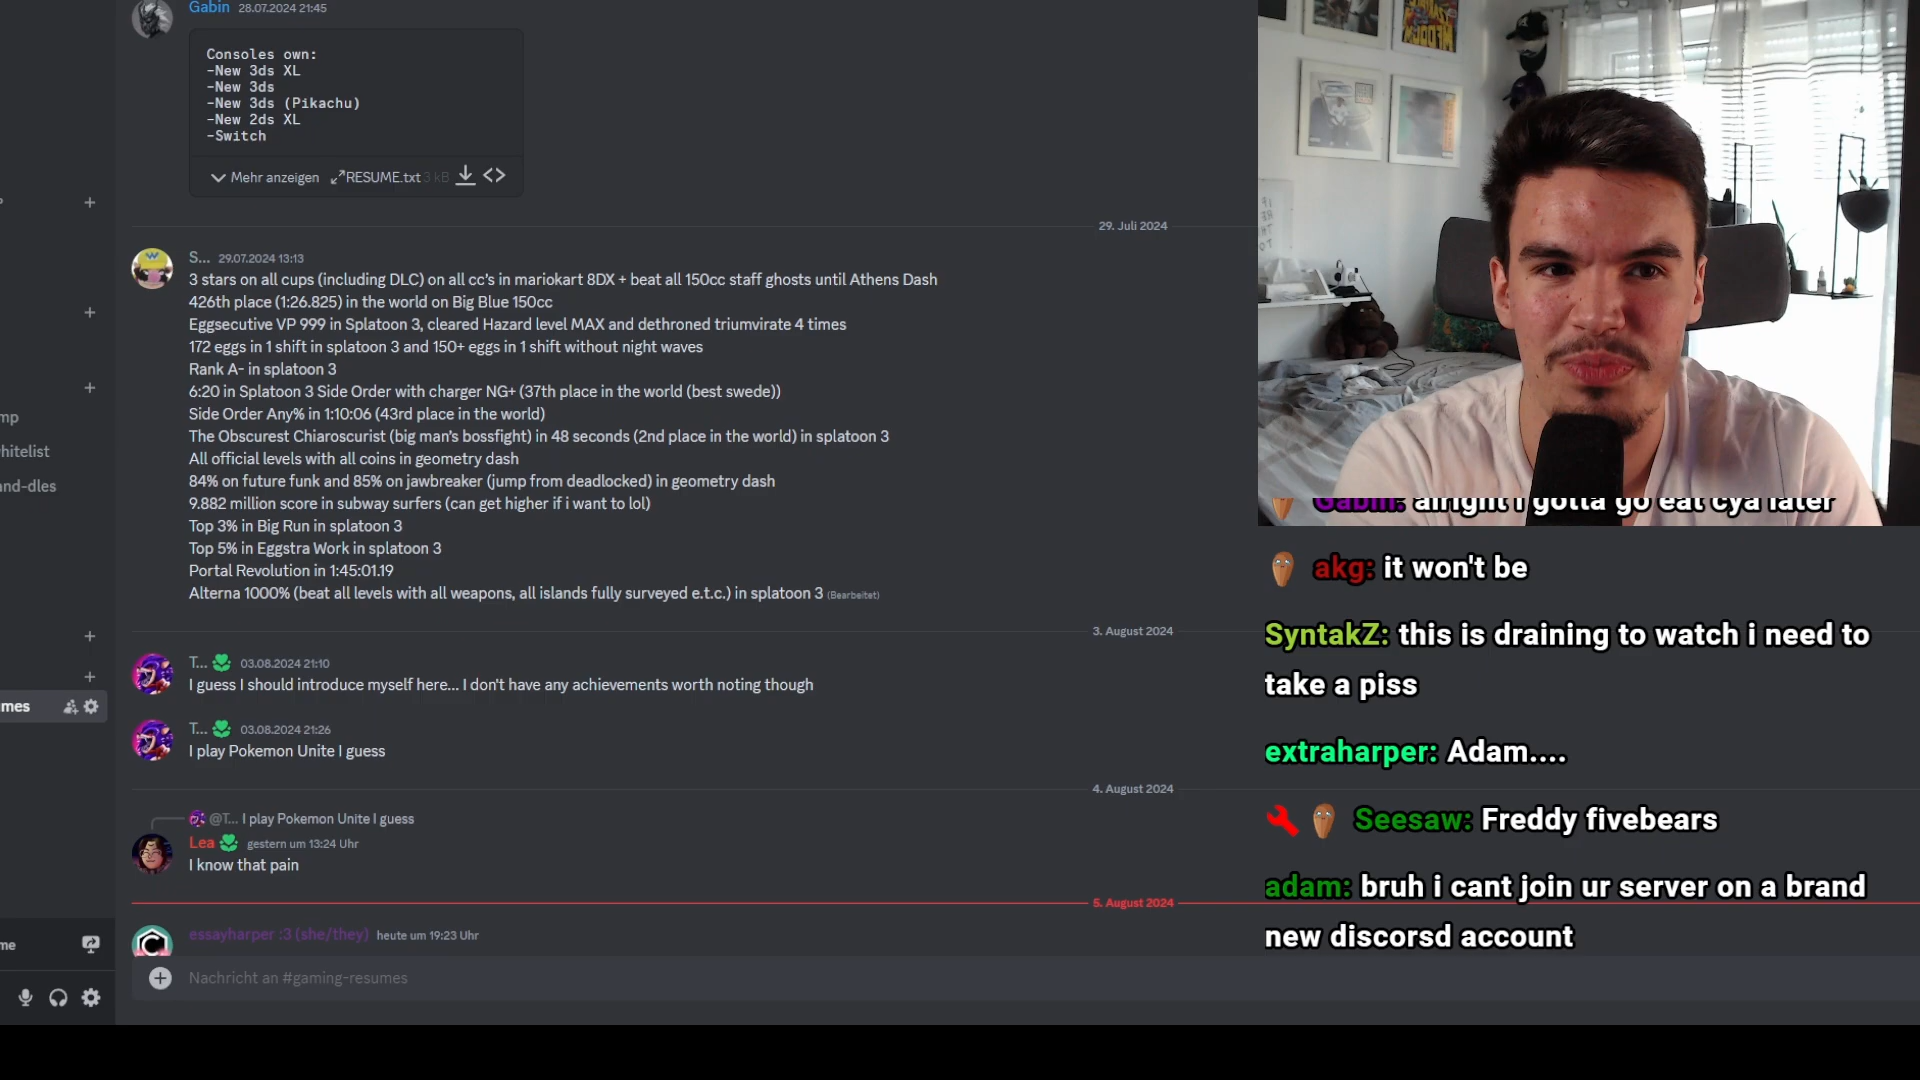 Gabin 28.07.2024 21:45
Consoles own:
-New 3ds XL
-New 3ds
-New 3ds (Pikachu)
-New 2ds XL
-Switch
Mehr anzeigen RESUME.txt 3 kB
29. Juli 2024
S... 29.07.2024 13:13
3 stars on all cups (including DLC) on all cc's in mariokart 8DX + beat all 150cc staff ghosts until Athens Dash
426th place (1:26.825) in the world on Big Blue 150cc
Eggsecutive VP 999 in Splatoon 3, cleared Hazard level MAX and dethroned triumvirate 4 times
172 eggs in 1 shift in splatoon 3 and 150+ eggs in 1 shift without night waves
Rank A- in splatoon 3
6:20 in Splatoon 3 Side Order with charger NG+ (37th place in the world (best swede))
Side Order Any% in 1:10:06 (43rd place in the world)
The Obscurest Chiaroscurist (big man's bossfight) in 48 seconds (2nd place in the world) in splatoon 3
All official levels with all coins in geometry dash
84% on future funk and 85% on jawbreaker (jump from deadlocked) in geometry dash
9.882 million score in subway surfers (can get higher if i want to lol)
Top 3% in Big Run in splatoon 3
Top 5% in Eggstra Work in splatoon 3
Portal Revolution in 1:45:01.19
Alterna 1000% (beat all levels with all weapons, all islands fully surveyed e.t.c.) in splatoon 3 (Bearbeitet)
3. August 2024
T... 03.08.2024 21:10
I guess I should introduce myself here... I don't have any achievements worth noting though
T... 03.08.2024 21:26
I play Pokemon Unite I guess
4. August 2024
@T... I play Pokemon Unite I guess
Lea gestern um 13:24 Uhr
I know that pain
5. August 2024
essayharper :3 (she/they) heute um 19:23 Uhr
Nachricht an #gaming-resumes
mp
hitelist
and-dles
mes
me
Gabin: alright i gotta go eat cya later
akg: it won't be
SyntakZ: this is draining to watch i need to
take a piss
extraharper: Adam....
Seesaw: Freddy fivebears
adam: bruh i cant join ur server on a brand
new discorsd account